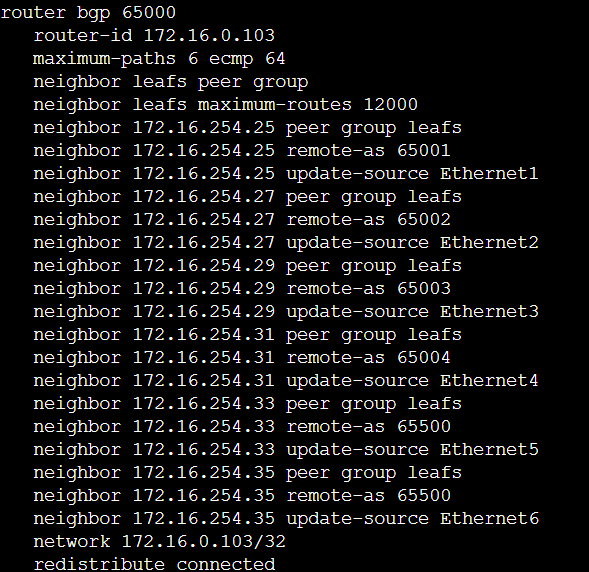 router bgp 65000
router-id 172.16.0.103
maximum-paths 6 ecmp 64
neighbor leafs peer group
neighbor leafs maximum-routes 12000
neighbor 172.16.254.25 peer group leafs
neighbor 172.16.254.25 remote-as 65001
neighbor 172.16.254.25 update-source Ethernet1
neighbor 172.16.254.27 peer group leafs
neighbor 172.16.254.27 remote-as 65002
neighbor 172.16.254.27 update-source Ethernet2
neighbor 172.16.254.29 peer group leafs
neighbor 172.16.254.29 remote-as 65003
neighbor 172.16.254.29 update-source Ethernet3
neighbor 172.16.254.31 peer group leafs
neighbor 172.16.254.31 remote-as 65004
neighbor 172.16.254.31 update-source Ethernet4
neighbor 172.16.254.33 peer group leafs
neighbor 172.16.254.33 remote-as 65500
neighbor 172.16.254.33 update-source Ethernet5
neighbor 172.16.254.35 peer group leafs
neighbor 172.16.254.35 remote-as 65500
neighbor 172.16.254.35 update-source Ethernet6
network 172.16.0.103/32
redistribute connected